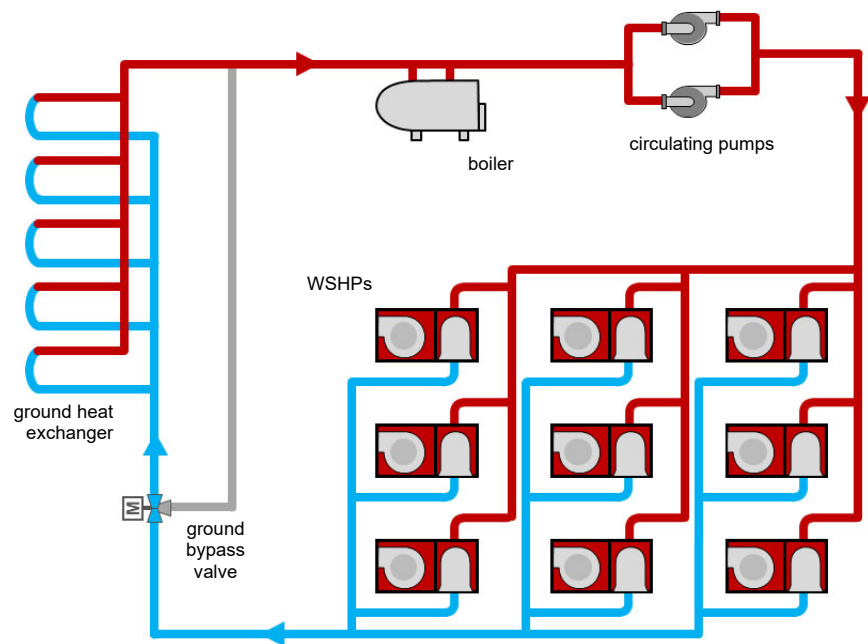 boiler
circulating pumps
WSHPs
ground heat
exchanger
M
ground
bypass
valve